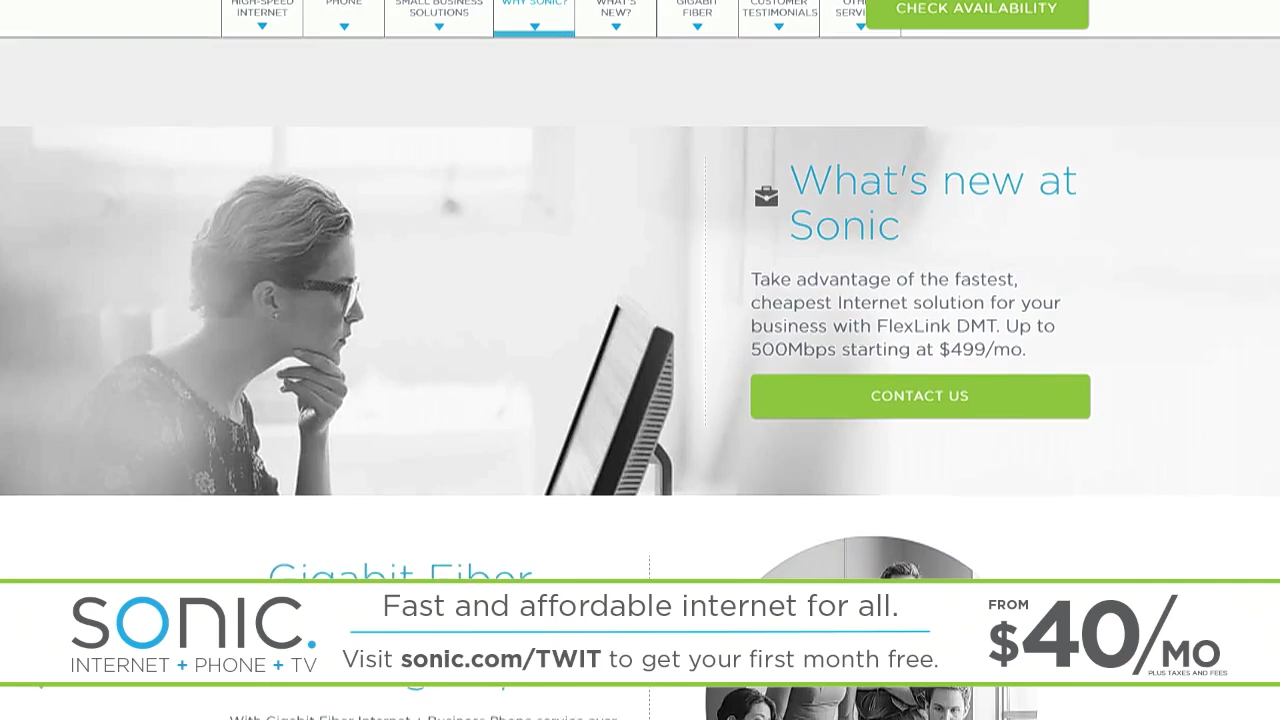 HIGH-SPEED INTERNET
PHONE
SMALL BUSINESS SOLUTIONS
WHY SONIC?
WHAT'S NEW?
GIGABIT FIBER
CUSTOMER TESTIMONIALS
CHECK AVAILABILITY
What's new at
Sonic
Take advantage of the fastest,
cheapest Internet solution for your
business with FlexLink DMT. Up to
500Mbps starting at $499/mo.
CONTACT US
Gigabit Fiber
SONIC.
INTERNET + PHONE + TV
Fast and affordable internet for all.
Visit sonic.com/TWIT to get your first month free.
FROM
$40/MO
PLUS TAXES AND FEES
With Gigabit Fiber Internet + Business Phone service over